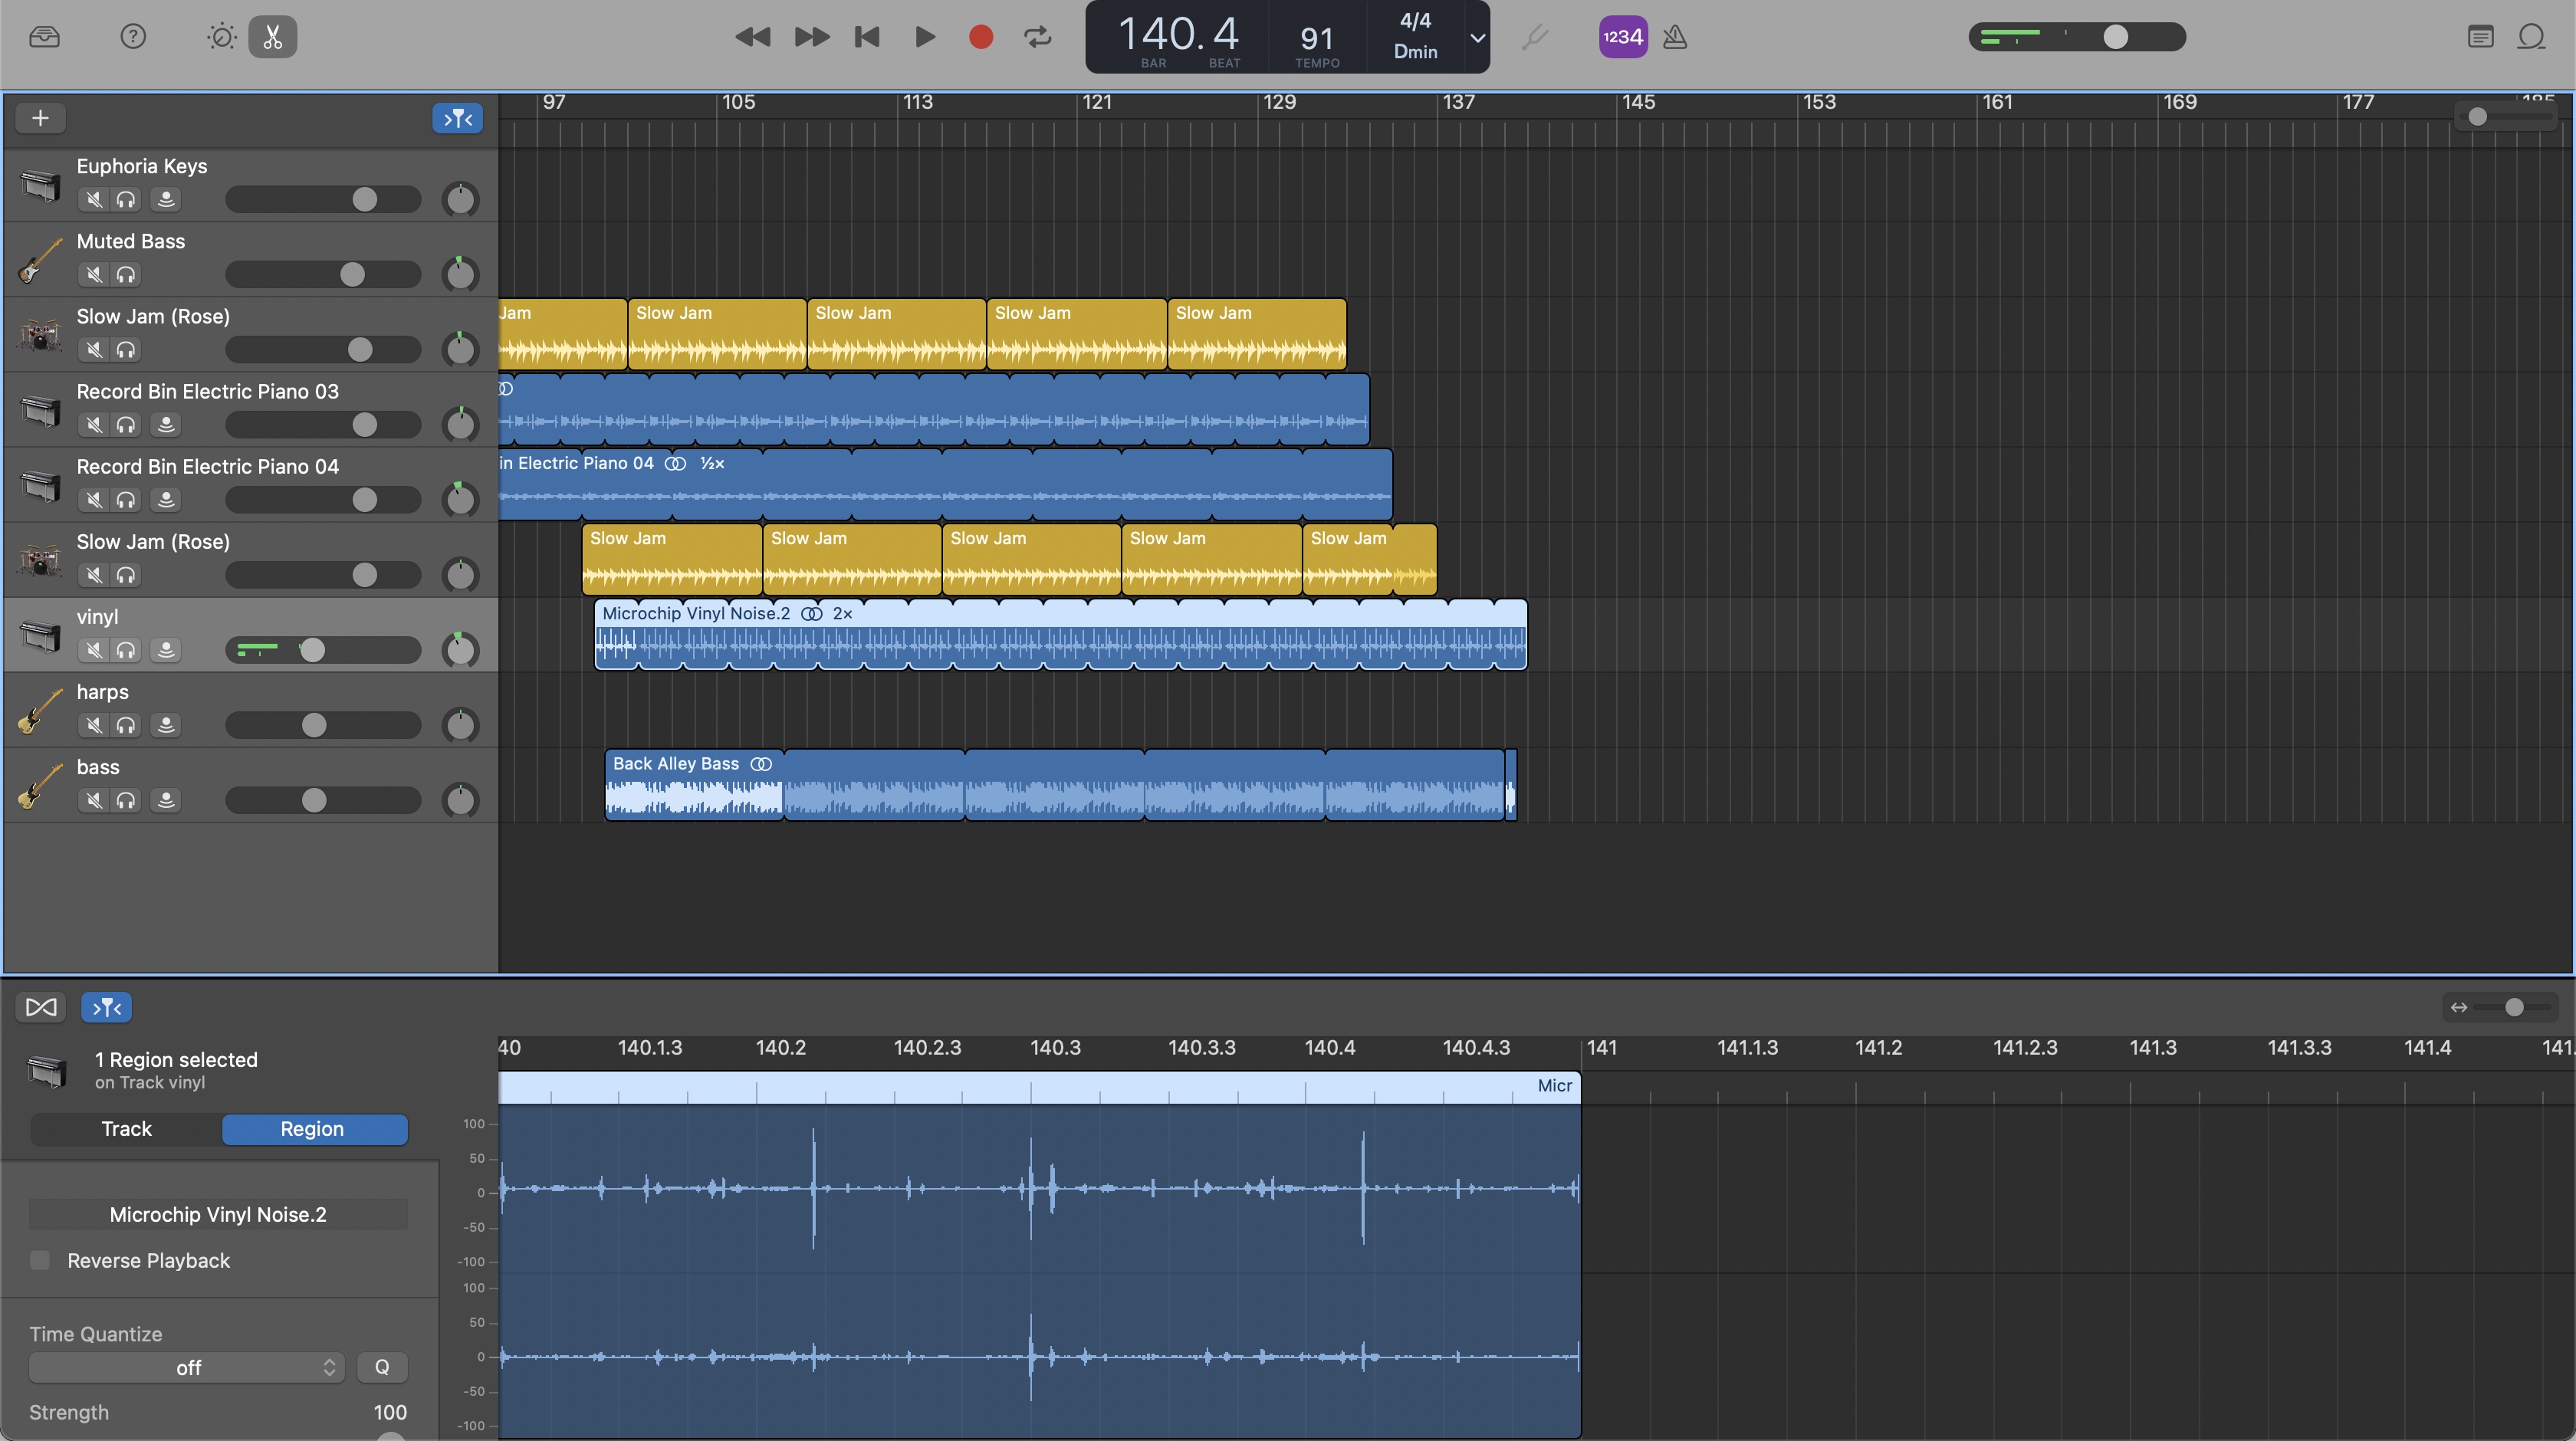 140.4 91 4/4
Dmin
BAR BEAT TEMPO
1234
97 105 113 121 129 137 145 153 161 169 177 185
Euphoria Keys
Muted Bass
Slow Jam (Rose)
Jam Slow Jam Slow Jam Slow Jam Slow Jam
Record Bin Electric Piano 03
Record Bin Electric Piano 04
in Electric Piano 04 ½×
Slow Jam (Rose)
Slow Jam Slow Jam Slow Jam Slow Jam Slow Jam
vinyl
Microchip Vinyl Noise.2 2×
harps
bass
Back Alley Bass
40 140.1.3 140.2 140.2.3 140.3 140.3.3 140.4 140.4.3 141 141.1.3 141.2 141.2.3 141.3 141.3.3 141.4 141.
1 Region selected
on Track vinyl
Micr
Track Region
Microchip Vinyl Noise.2
Reverse Playback
Time Quantize
off Q
Strength 100
100
50
0
-50
-100
100
50
0
-50
-100